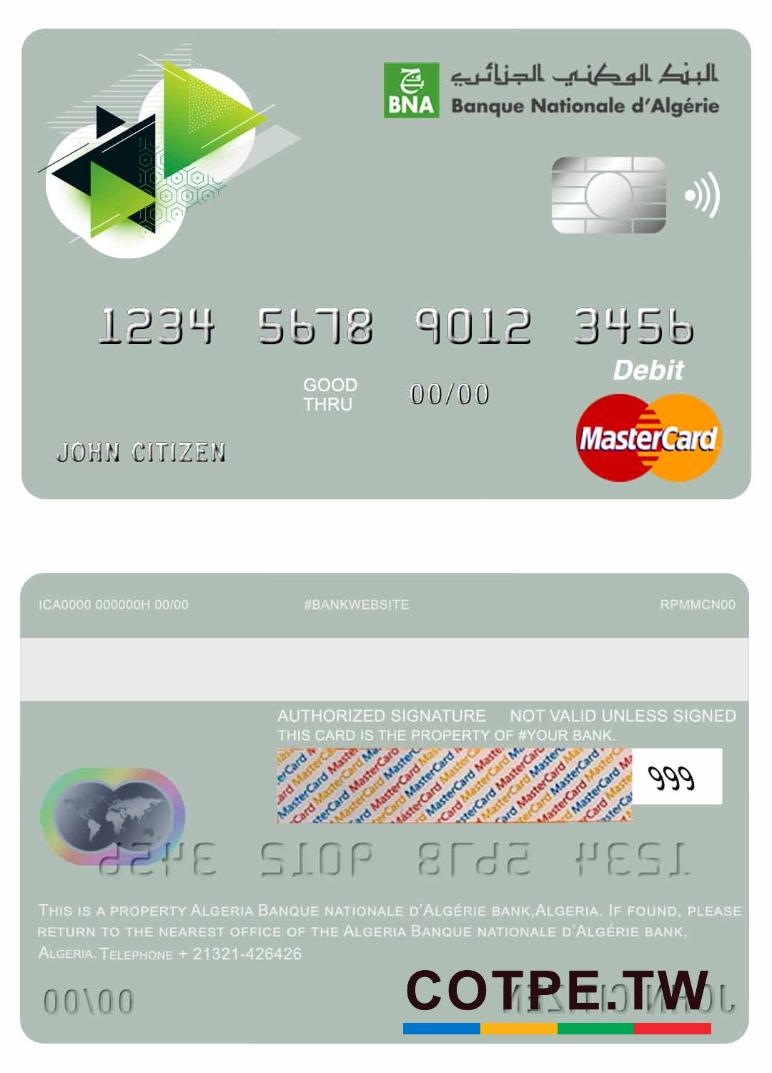 البنك الوطني الجزائري
BNA
Banque Nationale d'Algérie
1234 5678 9012 3456
Debit
GOOD
THRU
00/00
MasterCard
JOHN CITIZEN
ICA0000 000000H 00/00 #BANKWEBSITE RPMMCN00
AUTHORIZED SIGNATURE NOT VALID UNLESS SIGNED
THIS CARD IS THE PROPERTY OF #YOUR BANK.
MasterCard MasterCard MasterCard
999
1234 5678 9012 3456
THIS IS A PROPERTY ALGERIA BANQUE NATIONALE D'ALGÉRIE BANK,ALGERIA. IF FOUND, PLEASE
RETURN TO THE NEAREST OFFICE OF THE ALGERIA BANQUE NATIONALE D'ALGÉRIE BANK,
ALGERIA.TELEPHONE + 21321-426426
00/00
JOHN CITIZEN
COTPE.TW